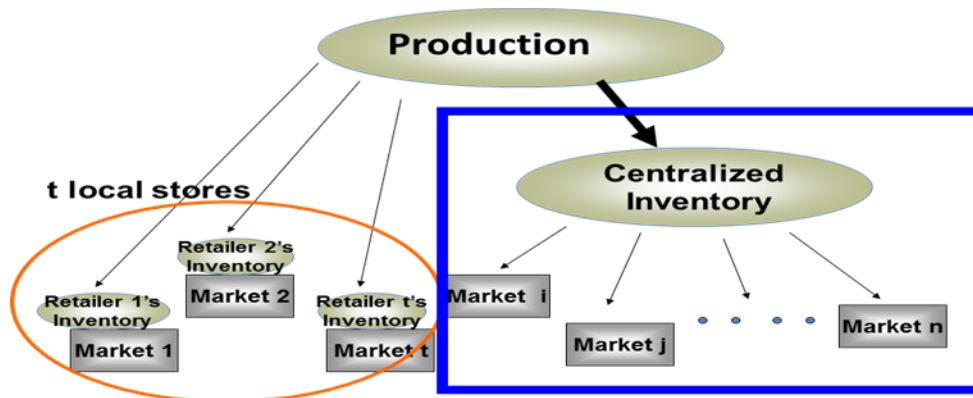 Production
Centralized
Inventory
t local støres
Retailer 2's
Inventory
Market 2
Retailer 1's
Inventory
Market 1
Retailer t's
Inventory
Market t
Market i
Market j
Market n